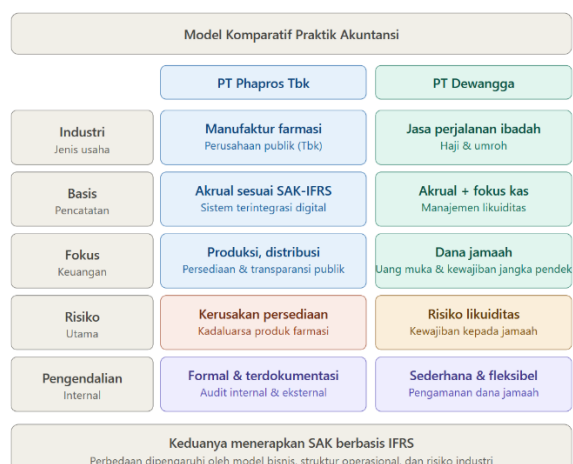 Model Komparatif Praktik Akuntansi
PT Phapros Tbk
PT Dewangga
Industri
Jenis usaha
Manufaktur farmasi
Perusahaan publik (Tbk)
Jasa perjalanan ibadah
Haji & umroh
Basis
Pencatatan
Akrual sesuai SAK-IFRS
Sistem terintegrasi digital
Akrual + fokus kas
Manajemen likuiditas
Fokus
Keuangan
Produksi, distribusi
Persediaan & transparansi publik
Dana jamaah
Uang muka & kewajiban jangka pendek
Risiko
Utama
Kerusakan persediaan
Kadaluarsa produk farmasi
Risiko likuiditas
Kewajiban kepada jamaah
Pengendalian
Internal
Formal & terdokumentasi
Audit internal & eksternal
Sederhana & fleksibel
Pengamanan dana jamaah
Keduanya menerapkan SAK berbasis IFRS
Perbedaan dipengaruhi oleh model bisnis, struktur operasional, dan risiko industri